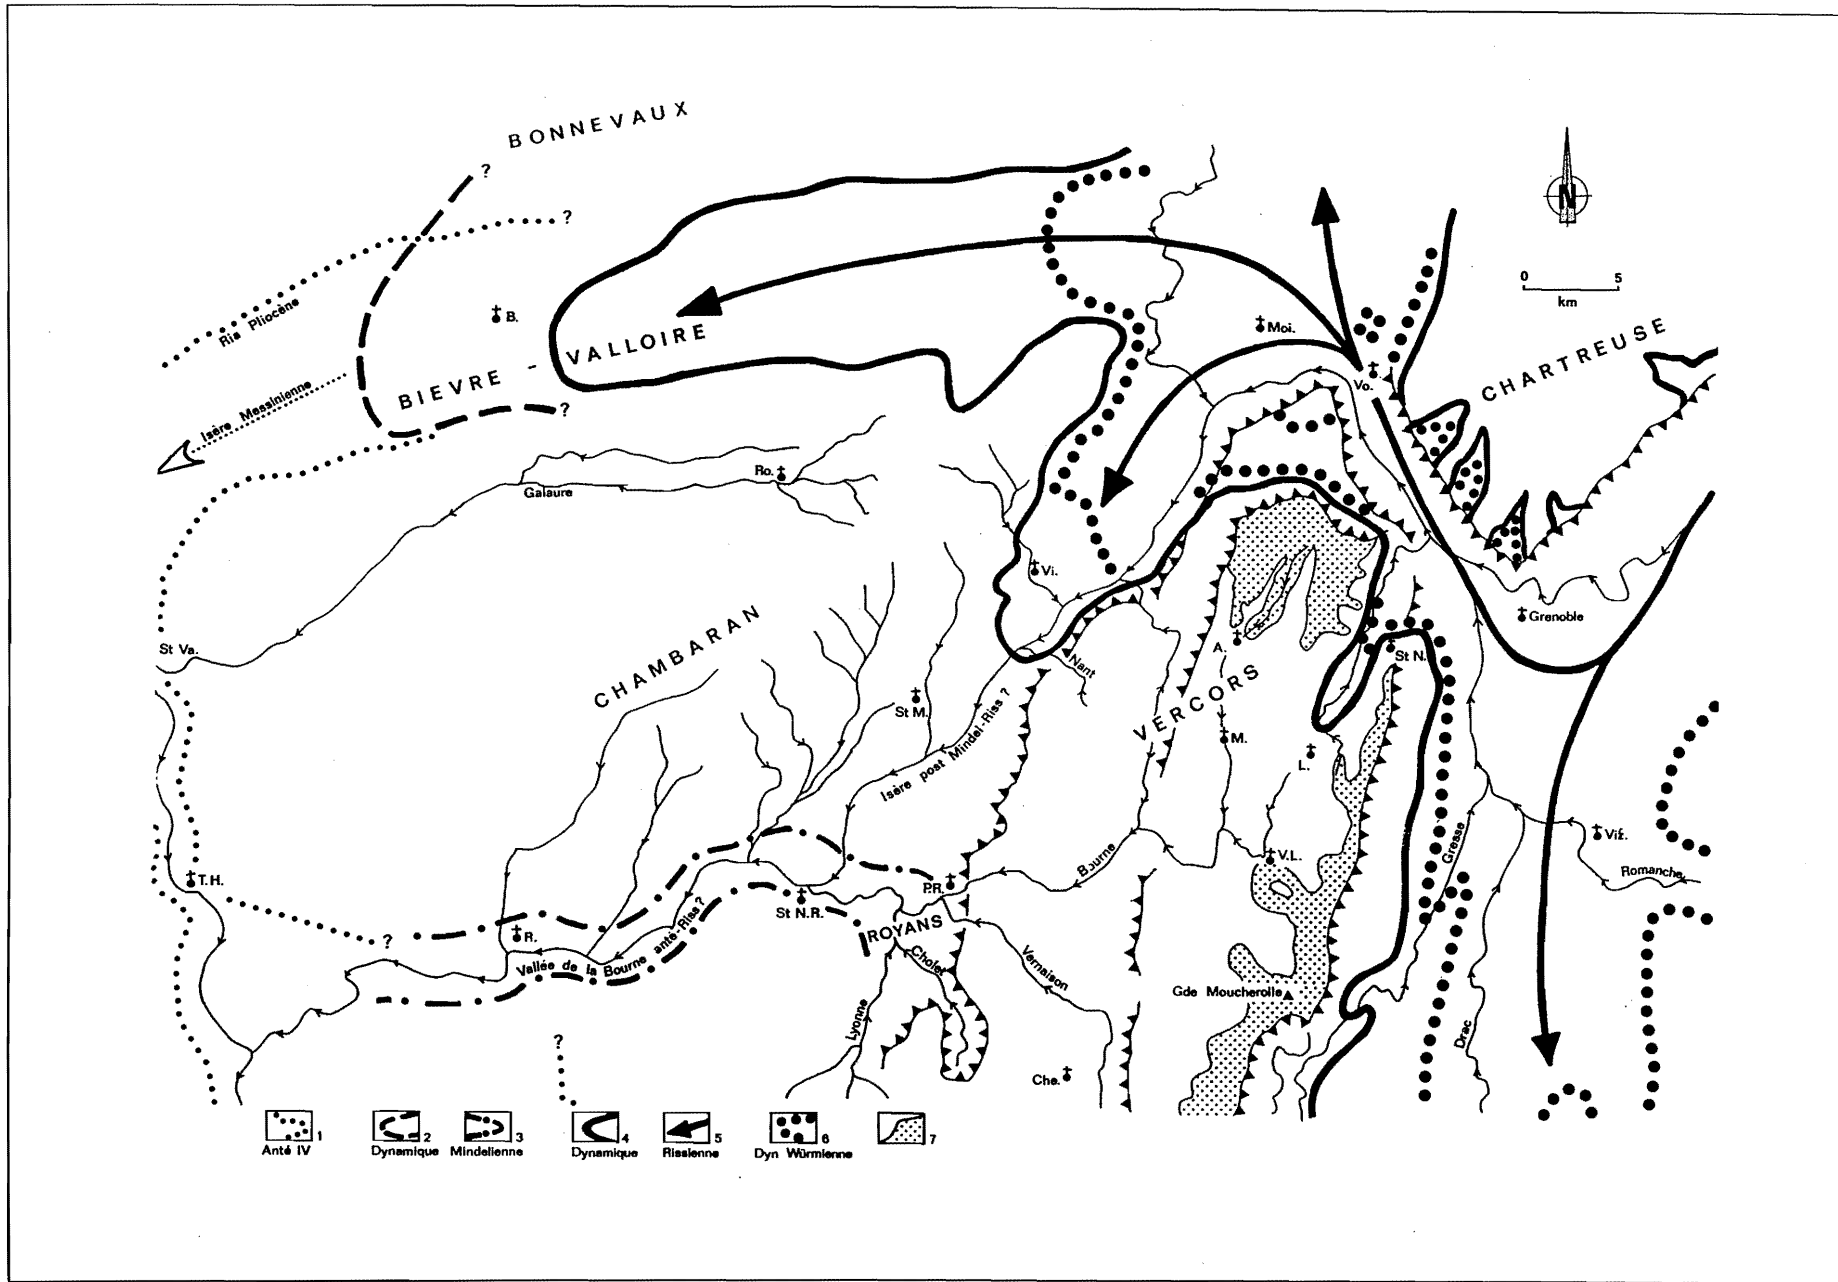 BONNEVAUX
?
?
N
0 5
km
Ria Pliocène
B.
Moi.
CHARTREUSE
BIEVRE - VALLOIRE
Vo.
Isère Messinienne
?
Ro.
Galaure
Vi.
Grenoble
CHAMBARAN
A.
St N.
St Va.
Nant
VERCORS
St M.
M.
L.
Isère post Mindel-Riss ?
Vif.
Gresse
Bourne
V.L.
Romanche
T.H.
P.R.
St N.R.
ROYANS
R.
?
Vallée de la Bourne anté-Riss ?
Cholet
Vernaison
Gde Moucherolle
Lyonne
Drac
?
Che.
1
2
3
4
5
6
7
Anté IV
Dynamique Mindelienne
Dynamique Rissienne
Dyn Würmienne